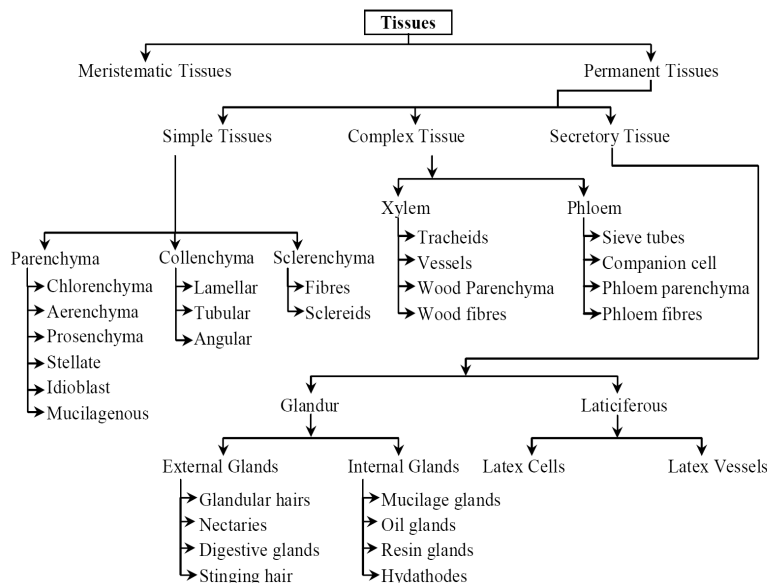 Tissues
Meristematic Tissues
Permanent Tissues
Simple Tissues
Complex Tissue
Secretory Tissue
Xylem
Phloem
Tracheids
Vessels
Wood Parenchyma
Wood fibres
Sieve tubes
Companion cell
Phloem parenchyma
Phloem fibres
Parenchyma
Collenchyma
Sclerenchyma
Chlorenchyma
Aerenchyma
Prosenchyma
Stellate
Idioblast
Mucilagenous
Lamellar
Tubular
Angular
Fibres
Sclereids
Glandur
Laticiferous
External Glands
Internal Glands
Latex Cells
Latex Vessels
Glandular hairs
Nectaries
Digestive glands
Stinging hair
Mucilage glands
Oil glands
Resin glands
Hydathodes